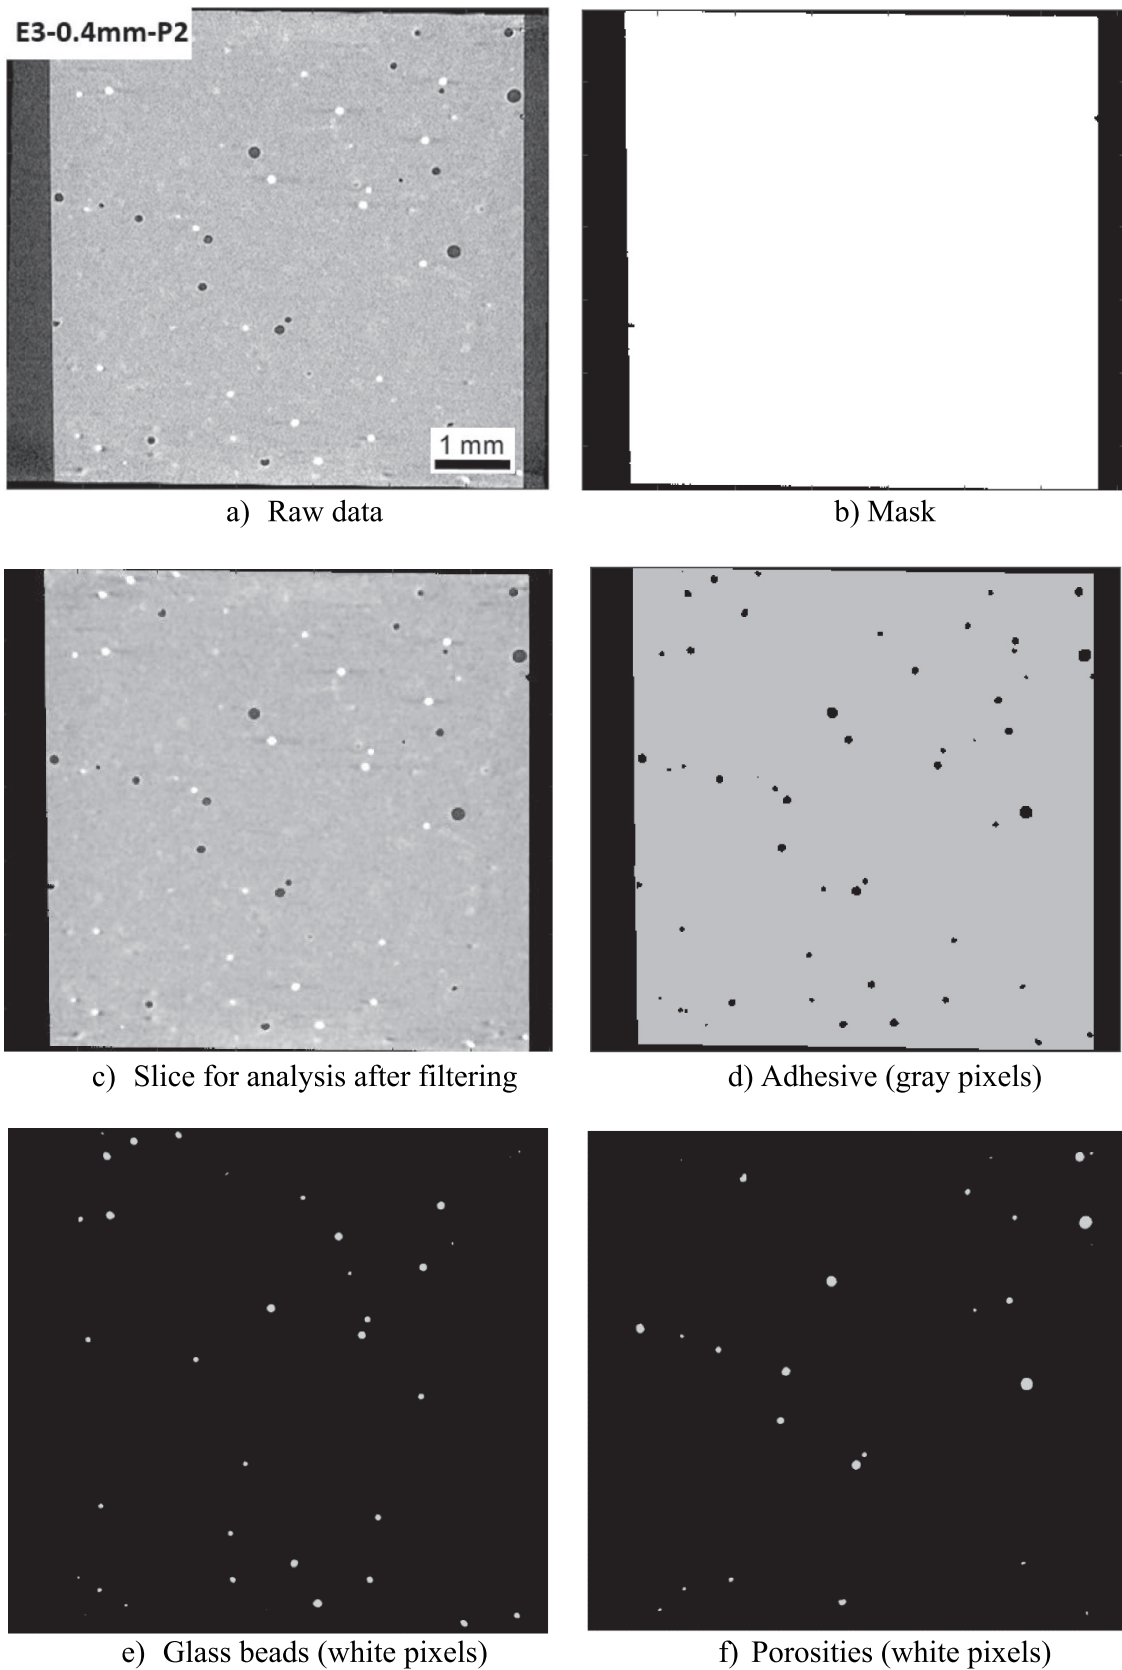 E3-0.4mm-P2
1 mm
a) Raw data
b) Mask
c) Slice for analysis after filtering
d) Adhesive (gray pixels)
e) Glass beads (white pixels)
f) Porosities (white pixels)